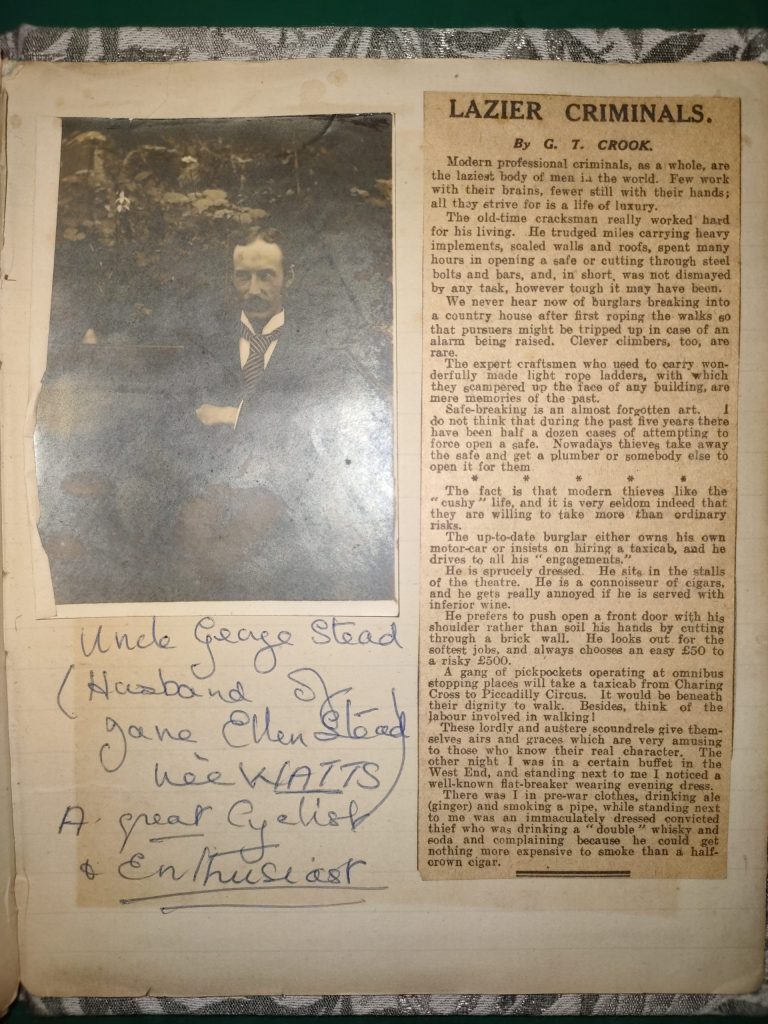 Uncle George Stead
(Husband of
Jane Ellen Stead
née WATTS)
A great Cyclist
& Enthusiast
LAZIER CRIMINALS.
By G. T. CROOK.
Modern professional criminals, as a whole, are
the laziest body of men in the world. Few work
with their brains, fewer still with their hands;
all they strive for is a life of luxury.
The old-time cracksman really worked hard
for his living. He trudged miles carrying heavy
implements, scaled walls and roofs, spent many
hours in opening a safe or cutting through steel
bolts and bars, and, in short, was not dismayed
by any task, however tough it may have been.
We never hear now of burglars breaking into
a country house after first roping the walks so
that pursuers might be tripped up in case of an
alarm being raised. Clever climbers, too, are
rare.
The expert craftsmen who used to carry won-
derfully made light rope ladders, with which
they scampered up the face of any building, are
mere memories of the past.
Safe-breaking is an almost forgotten art. I
do not think that during the past five years there
have been half a dozen cases of attempting to
force open a safe. Nowadays thieves take away
the safe and get a plumber or somebody else to
open it for them
* * * * *
The fact is that modern thieves like the
"cushy" life, and it is very seldom indeed that
they are willing to take more than ordinary
risks.
The up-to-date burglar either owns his own
motor-car or insists on hiring a taxicab, and he
drives to all his "engagements."
He is sprucely dressed. He sits in the stalls
of the theatre. He is a connoisseur of cigars,
and he gets really annoyed if he is served with
inferior wine.
He prefers to push open a front door with his
shoulder rather than soil his hands by cutting
through a brick wall. He looks out for the
softest jobs, and always chooses an easy £50 to
a risky £500.
A gang of pickpockets operating at omnibus
stopping places will take a taxicab from Charing
Cross to Piccadilly Circus. It would be beneath
their dignity to walk. Besides, think of the
labour involved in walking!
These lordly and austere scoundrels give them-
selves airs and graces which are very amusing
to those who know their real character. The
other night I was in a certain buffet in the
West End, and standing next to me I noticed a
well-known flat-breaker wearing evening dress.
There was I in pre-war clothes, drinking ale
(ginger) and smoking a pipe, while standing next
to me was an immaculately dressed convicted
thief who was drinking a "double" whisky and
soda and complaining because he could get
nothing more expensive to smoke than a half-
crown cigar.